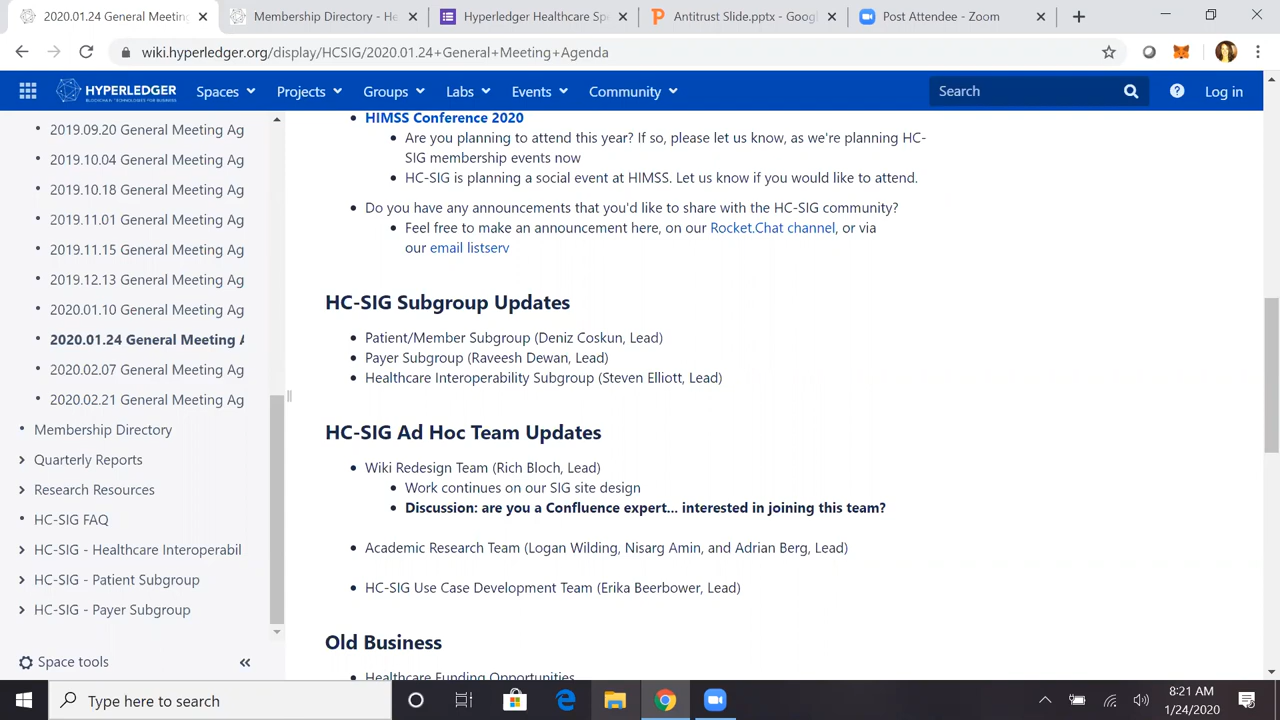 2020.01.24 General Meeting
Membership Directory - He
Hyperledger Healthcare Spe
Antitrust Slide.pptx - Googl
Post Attendee - Zoom
wiki.hyperledger.org/display/HCSIG/2020.01.24+General+Meeting+Agenda
HYPERLEDGER
BLOCKCHAIN TECHNOLOGIES FOR BUSINESS
Spaces
Projects
Groups
Labs
Events
Community
Search
Log in
2019.09.20 General Meeting Ag
2019.10.04 General Meeting Ag
2019.10.18 General Meeting Ag
2019.11.01 General Meeting Ag
2019.11.15 General Meeting Ag
2019.12.13 General Meeting Ag
2020.01.10 General Meeting Ag
2020.01.24 General Meeting A
2020.02.07 General Meeting Ag
2020.02.21 General Meeting Ag
Membership Directory
Quarterly Reports
Research Resources
HC-SIG FAQ
HC-SIG - Healthcare Interoperabil
HC-SIG - Patient Subgroup
HC-SIG - Payer Subgroup
Space tools
HIMSS Conference 2020
Are you planning to attend this year? If so, please let us know, as we're planning HC-
SIG membership events now
HC-SIG is planning a social event at HIMSS. Let us know if you would like to attend.
Do you have any announcements that you'd like to share with the HC-SIG community?
Feel free to make an announcement here, on our Rocket.Chat channel, or via
our email listserv
HC-SIG Subgroup Updates
Patient/Member Subgroup (Deniz Coskun, Lead)
Payer Subgroup (Raveesh Dewan, Lead)
Healthcare Interoperability Subgroup (Steven Elliott, Lead)
HC-SIG Ad Hoc Team Updates
Wiki Redesign Team (Rich Bloch, Lead)
Work continues on our SIG site design
Discussion: are you a Confluence expert... interested in joining this team?
Academic Research Team (Logan Wilding, Nisarg Amin, and Adrian Berg, Lead)
HC-SIG Use Case Development Team (Erika Beerbower, Lead)
Old Business
Healthcare Funding Opportunities
Type here to search
8:21 AM
1/24/2020